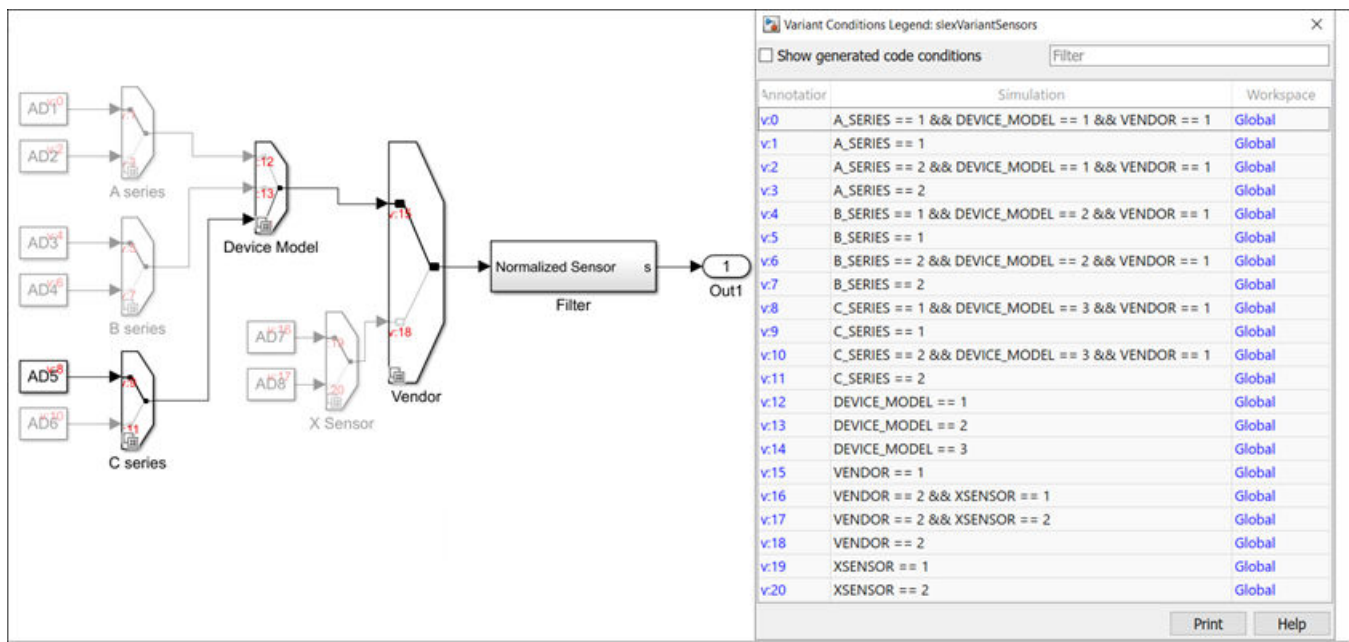 Variant Conditions Legend: slexVariantSensors
Show generated code conditions
Filter
Annotation Simulation Workspace
v:0 A_SERIES == 1 && DEVICE_MODEL == 1 && VENDOR == 1 Global
v:1 A_SERIES == 1 Global
v:2 A_SERIES == 2 && DEVICE_MODEL == 1 && VENDOR == 1 Global
v:3 A_SERIES == 2 Global
v:4 B_SERIES == 1 && DEVICE_MODEL == 2 && VENDOR == 1 Global
v:5 B_SERIES == 1 Global
v:6 B_SERIES == 2 && DEVICE_MODEL == 2 && VENDOR == 1 Global
v:7 B_SERIES == 2 Global
v:8 C_SERIES == 1 && DEVICE_MODEL == 3 && VENDOR == 1 Global
v:9 C_SERIES == 1 Global
v:10 C_SERIES == 2 && DEVICE_MODEL == 3 && VENDOR == 1 Global
v:11 C_SERIES == 2 Global
v:12 DEVICE_MODEL == 1 Global
v:13 DEVICE_MODEL == 2 Global
v:14 DEVICE_MODEL == 3 Global
v:15 VENDOR == 1 Global
v:16 VENDOR == 2 && XSENSOR == 1 Global
v:17 VENDOR == 2 && XSENSOR == 2 Global
v:18 VENDOR == 2 Global
v:19 XSENSOR == 1 Global
v:20 XSENSOR == 2 Global
Print Help
AD1 v:0
AD2 v:2
A series
:12
:13
Device Model
AD3 v:4
AD4 v:6
B series
AD5 v:8
AD6 v:10
C series
AD7 v:16
AD8 v:17
X Sensor
v:15
v:18
Vendor
Normalized Sensor s
Filter
1
Out1